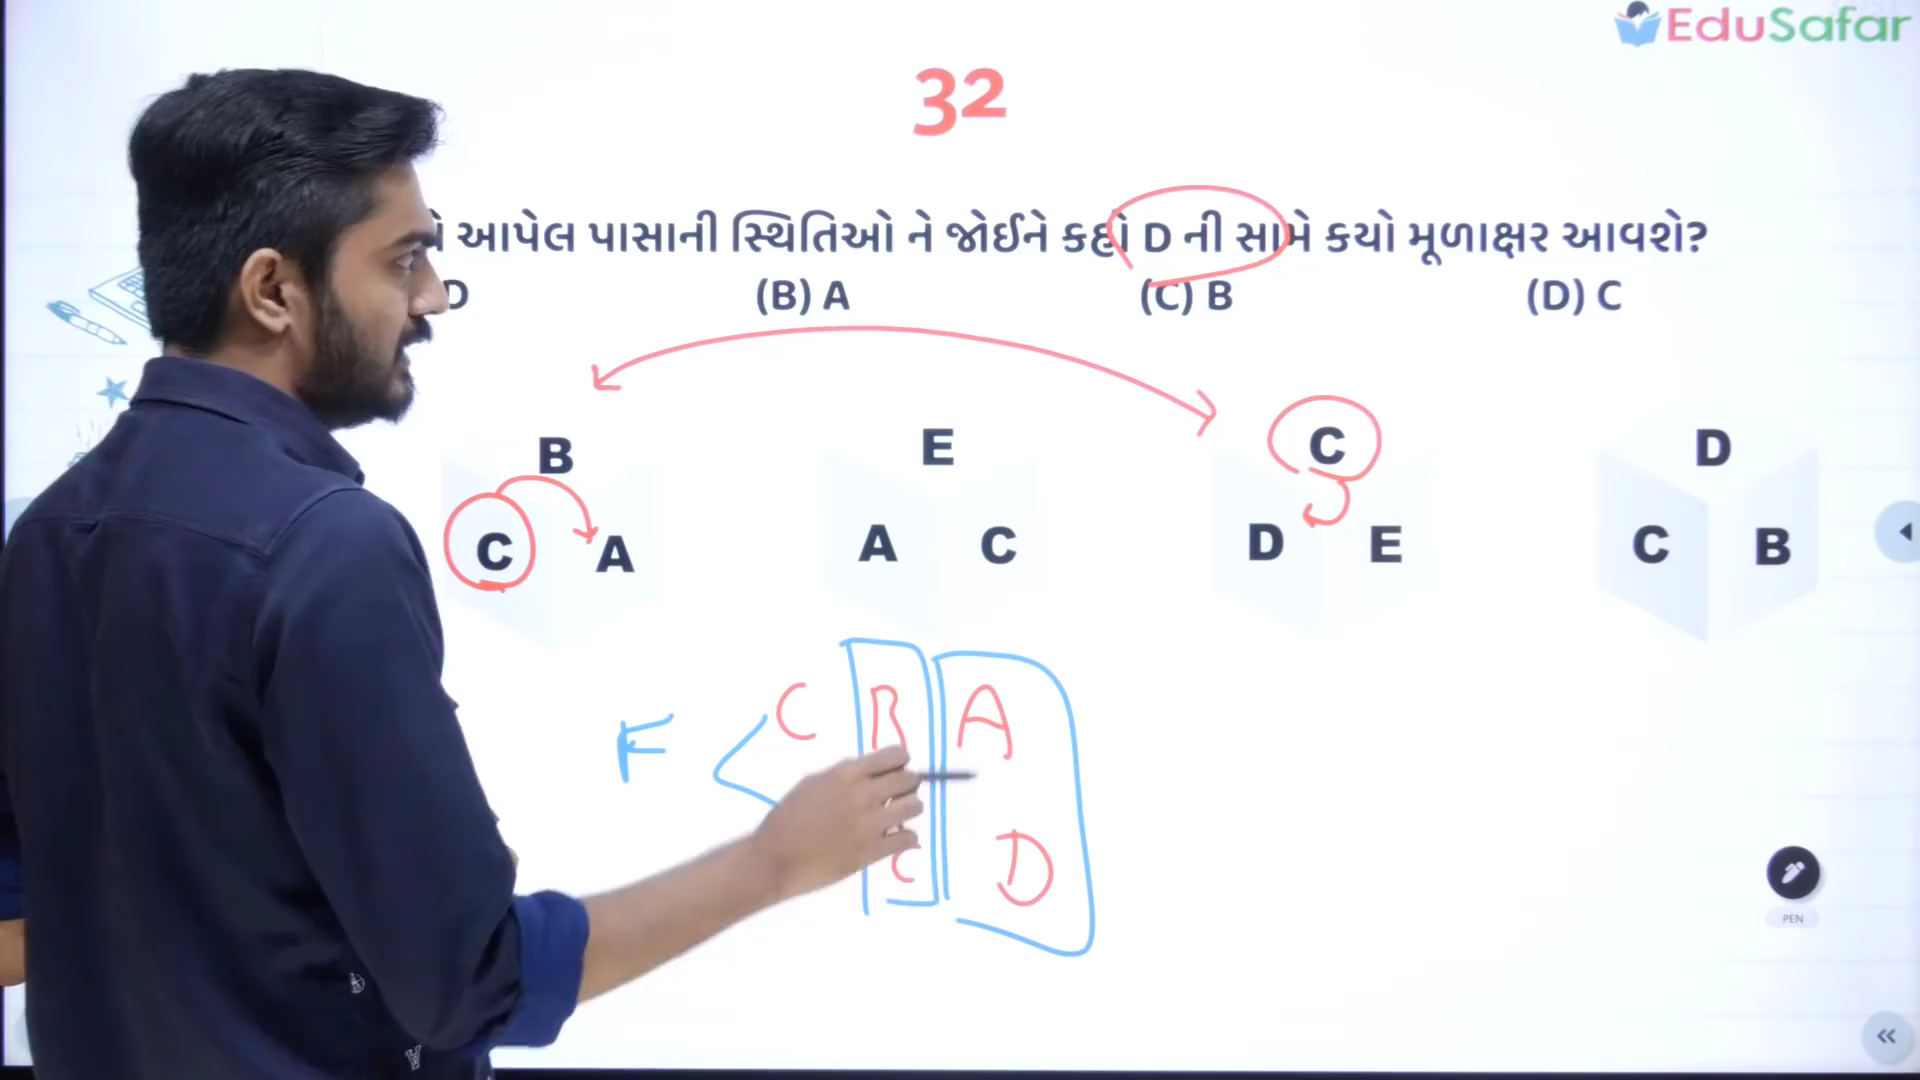 EduSafar
32
આપેલ પાસાની સ્થિતિઓ ને જોઈને કહો D ની સામે કયો મૂળાક્ષર આવશે?
D (B) A (C) B (D) C
B E C D
C A A C D E C B
F C B A
C D
PEN